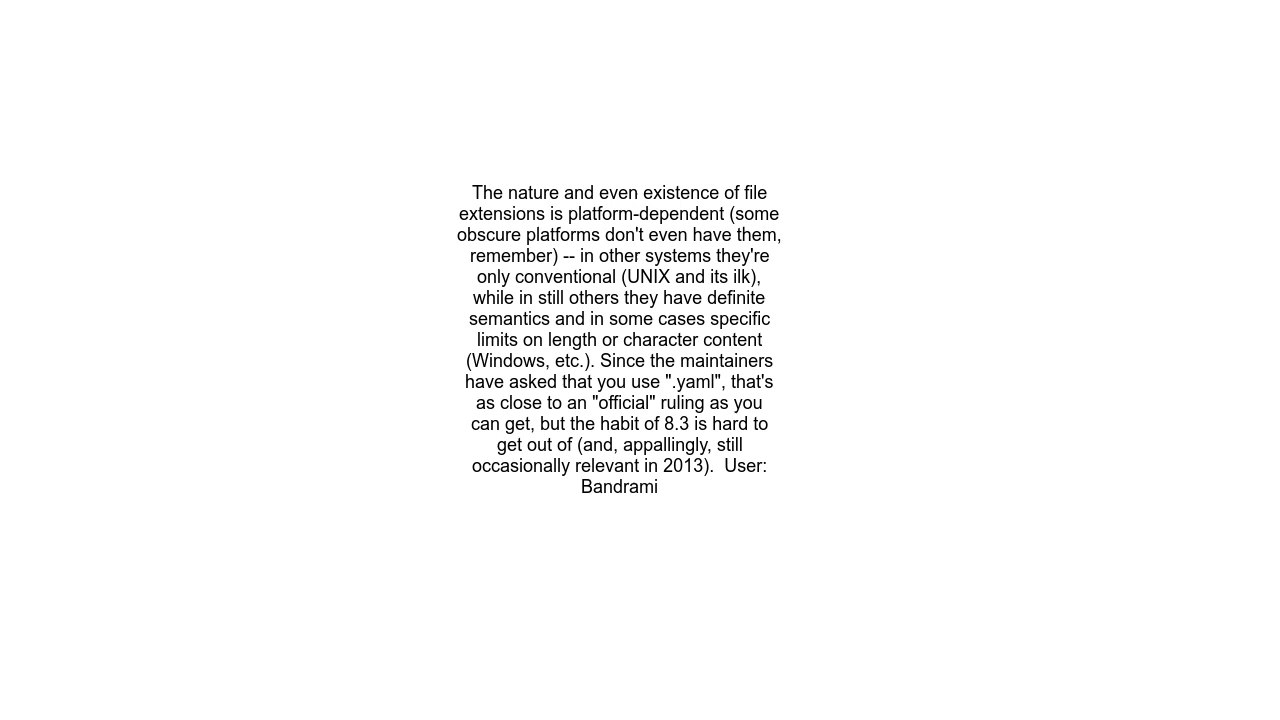 The nature and even existence of file
extensions is platform-dependent (some
obscure platforms don't even have them,
remember) -- in other systems they're
only conventional (UNIX and its ilk),
while in still others they have definite
semantics and in some cases specific
limits on length or character content
(Windows, etc.). Since the maintainers
have asked that you use ".yaml", that's
as close to an "official" ruling as you
can get, but the habit of 8.3 is hard to
get out of (and, appallingly, still
occasionally relevant in 2013).  User:
Bandrami